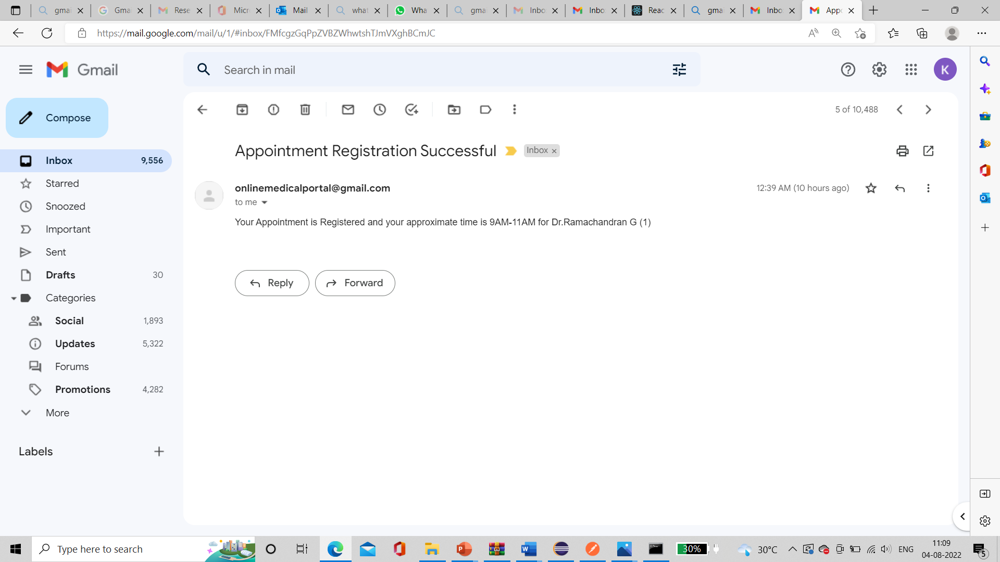 gmai
Gmai
Rese
Micr
Mail
what
Wha
gmai
Inbo
Inbo
Reac
gmai
Inbo
Appo
https://mail.google.com/mail/u/1/#inbox/FMfcgzGqPpZVBZWhwtshTJmVXghBCmJC
Gmail
Search in mail
K
Compose
5 of 10,488
Inbox 9,556
Starred
Snoozed
Important
Sent
Drafts 30
Categories
Social 1,893
Updates 5,322
Forums
Promotions 4,282
More
Labels
Appointment Registration Successful Inbox x
onlinemedicalportal@gmail.com 12:39 AM (10 hours ago)
to me
Your Appointment is Registered and your approximate time is 9AM-11AM for Dr.Ramachandran G (1)
Reply Forward
Type here to search
30%
30°C
ENG
11:09
04-08-2022
5